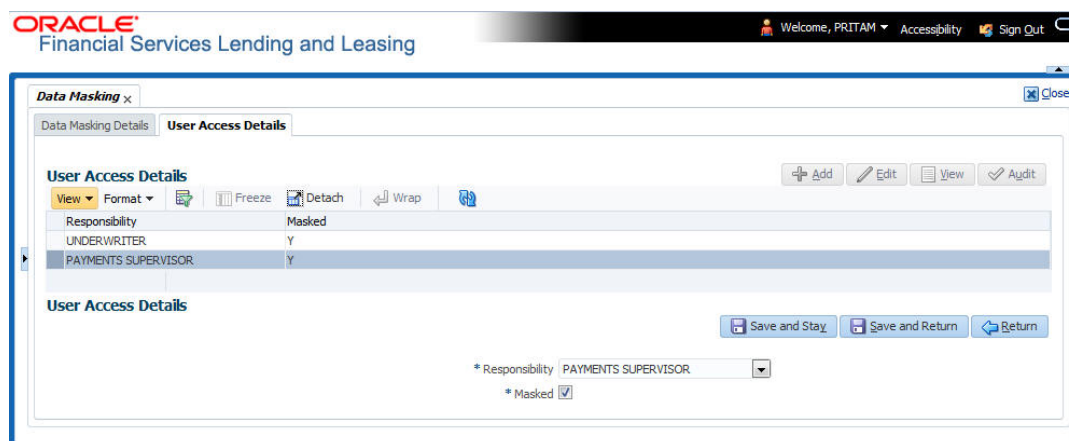 ORACLE
Financial Services Lending and Leasing
Welcome, PRITAM Accessibility Sign Out
Data Masking x
Close
Data Masking Details User Access Details
User Access Details
Add Edit View Audit
View Format Freeze Detach Wrap
Responsibility Masked
UNDERWRITER Y
PAYMENTS SUPERVISOR Y
User Access Details
Save and Stay Save and Return Return
* Responsibility PAYMENTS SUPERVISOR
* Masked